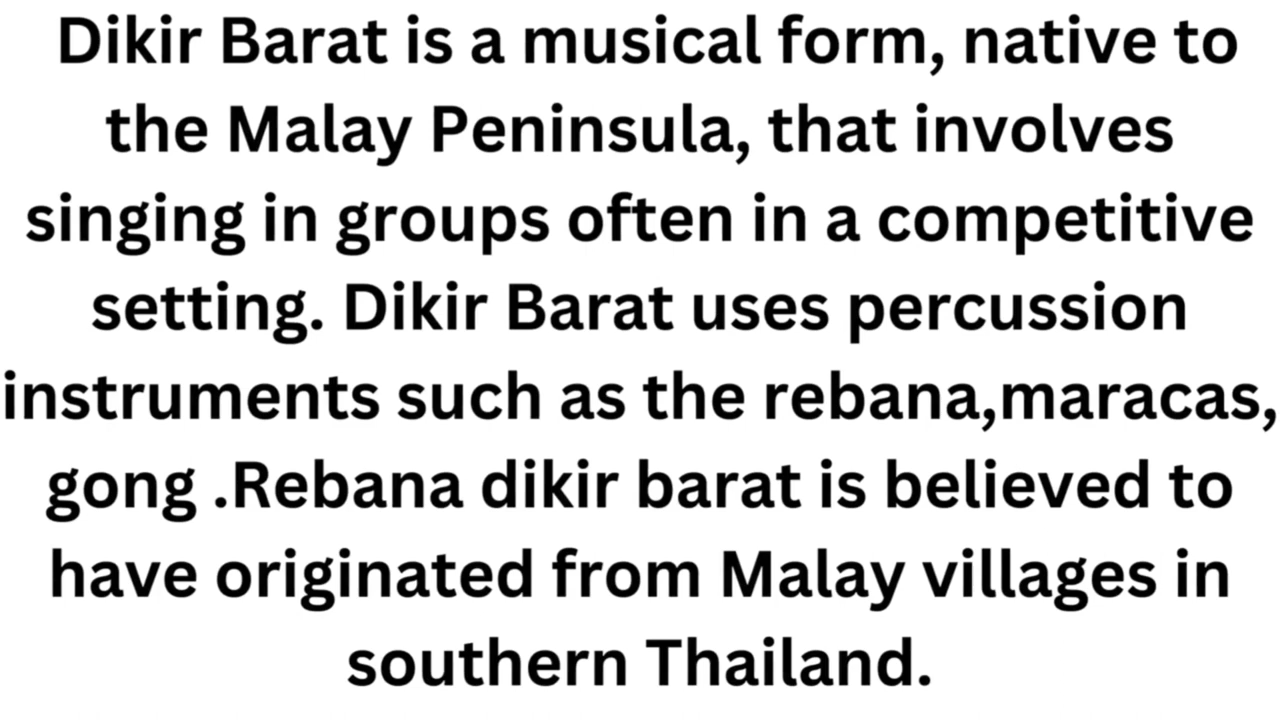 Dikir Barat is a musical form, native to
the Malay Peninsula, that involves
singing in groups often in a competitive
setting. Dikir Barat uses percussion
instruments such as the rebana,maracas,
gong .Rebana dikir barat is believed to
have originated from Malay villages in
southern Thailand.